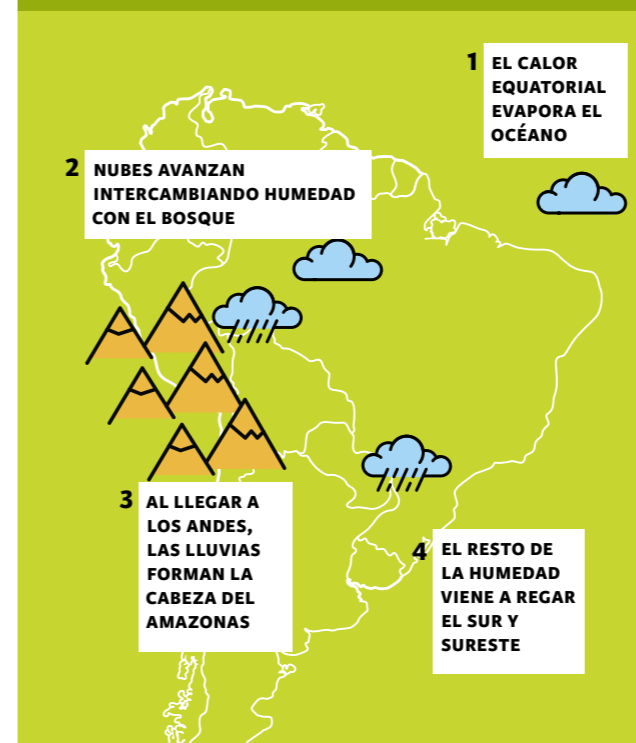 1 EL CALOR
EQUATORIAL
EVAPORA EL
OCÉANO
2 NUBES AVANZAN
INTERCAMBIANDO HUMEDAD
CON EL BOSQUE
3 AL LLEGAR A
LOS ANDES,
LAS LLUVIAS
FORMAN LA
CABEZA DEL
AMAZONAS
4 EL RESTO DE
LA HUMEDAD
VIENE A REGAR
EL SUR Y
SURESTE